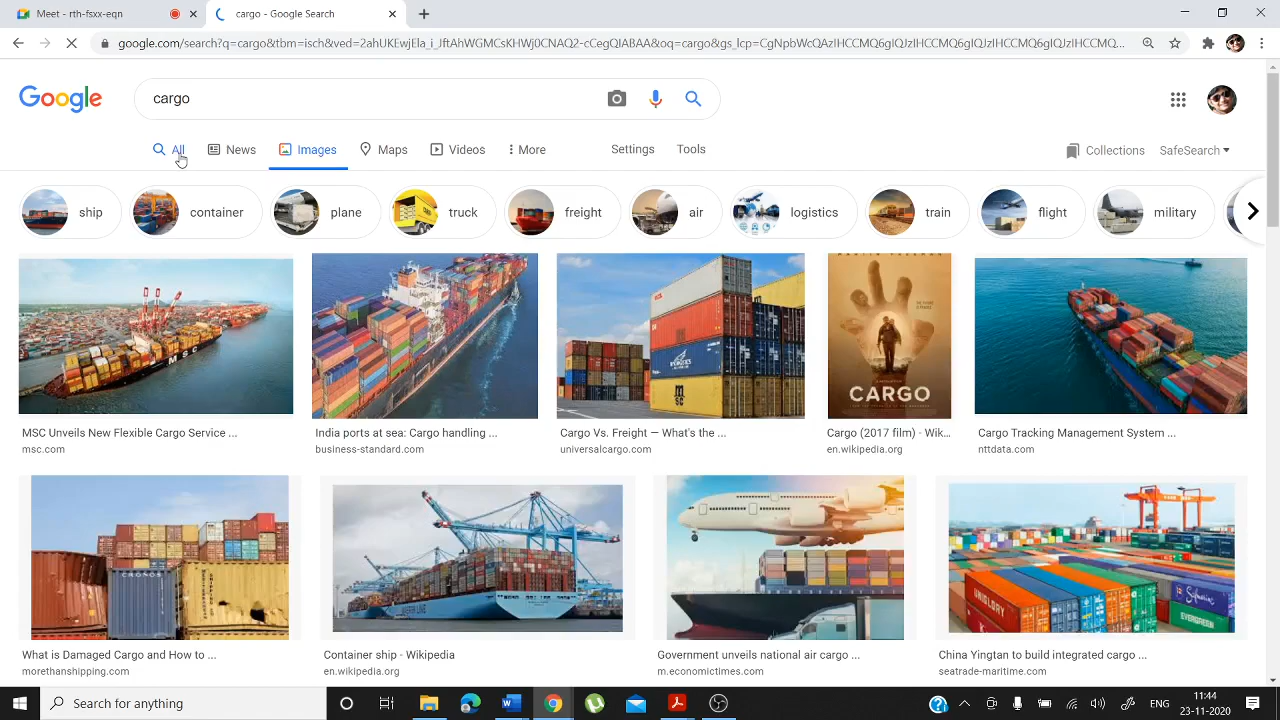 Meet - rth-fsxx-eqn
cargo - Google Search
google.com/search?q=cargo&tbm=isch&ved=2ahUKEwjEla_i_JftAhWGMCsKHWj0CNAQ2-cCegQIABAA&oq=cargo&gs_lcp=CgNpbWcQAzIHCCMQ6gIQJzIHCCMQ6gIQJzIHCCMQ6gIQJzIHCCMQ...
Google
cargo
All
News
Images
Maps
Videos
More
Settings
Tools
Collections
SafeSearch
ship
container
plane
truck
freight
air
logistics
train
flight
military
MSC
CARGO
MSC Unveils New Flexible Cargo Service ...
msc.com
India ports at sea: Cargo handling ...
business-standard.com
Cargo Vs. Freight — What's the ...
universalcargo.com
Cargo (2017 film) - Wik...
en.wikipedia.org
Cargo Tracking Management System ...
nttdata.com
CRONOS
UNIGLORY
EVERGREEN
What is Damaged Cargo and How to ...
morethanshipping.com
Container ship - Wikipedia
en.wikipedia.org
Government unveils national air cargo ...
m.economictimes.com
China Yingtan to build integrated cargo ...
seatrade-maritime.com
Search for anything
ENG
11:44
23-11-2020